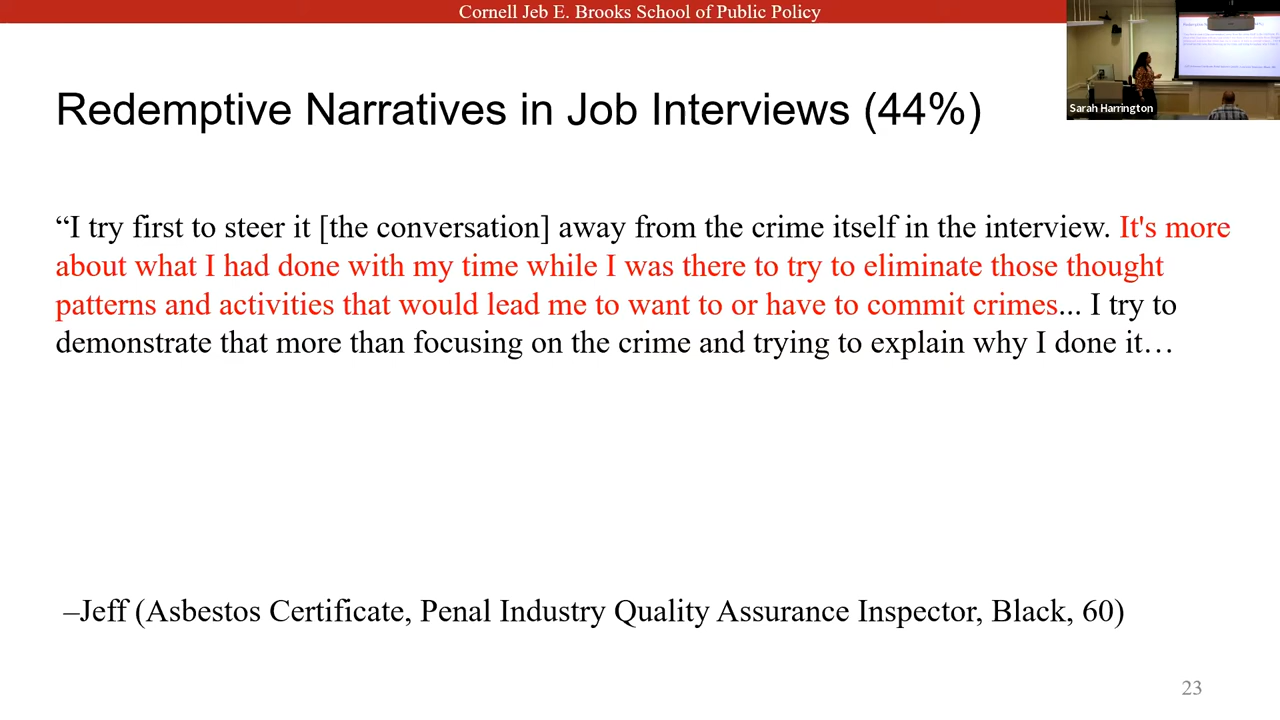 Cornell Jeb E. Brooks School of Public Policy
Redemptive Narratives in Job Interviews (44%)
Sarah Harrington
“I try first to steer it [the conversation] away from the crime itself in the interview. It's more
about what I had done with my time while I was there to try to eliminate those thought
patterns and activities that would lead me to want to or have to commit crimes... I try to
demonstrate that more than focusing on the crime and trying to explain why I done it…
–Jeff (Asbestos Certificate, Penal Industry Quality Assurance Inspector, Black, 60)
23